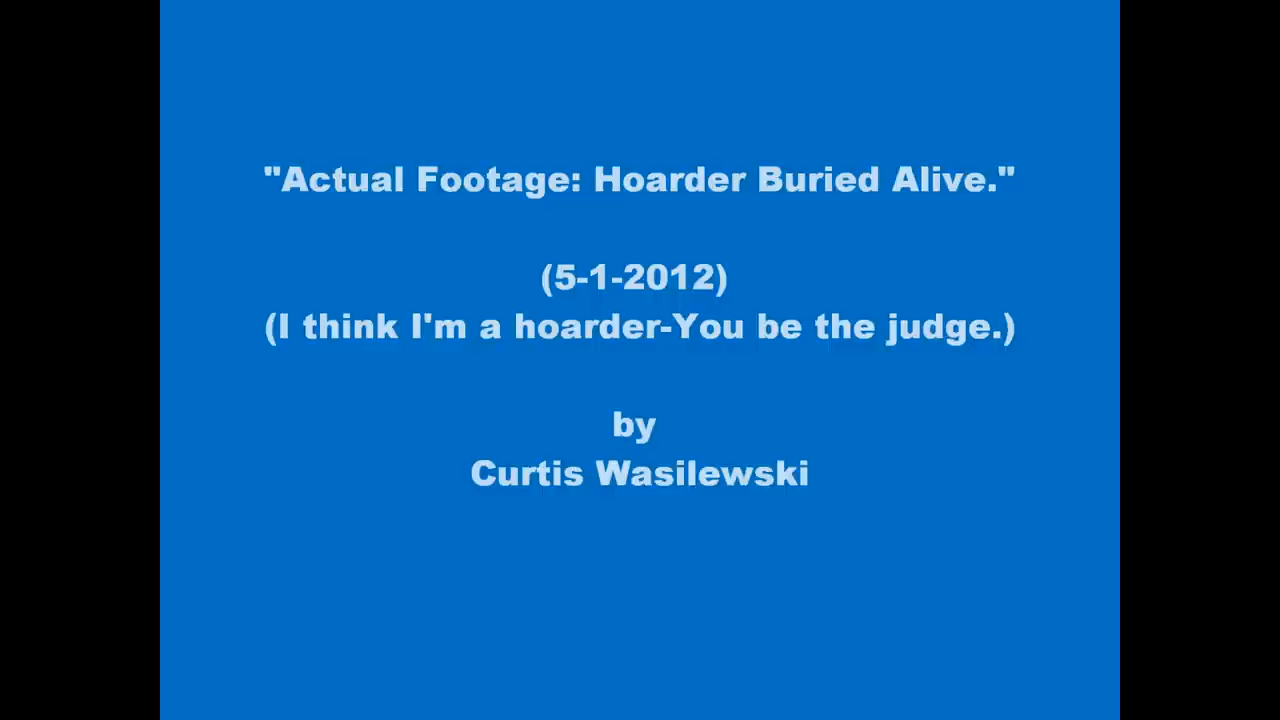 "Actual Footage: Hoarder Buried Alive."
(5-1-2012)
(I think I'm a hoarder-You be the judge.)
by
Curtis Wasilewski